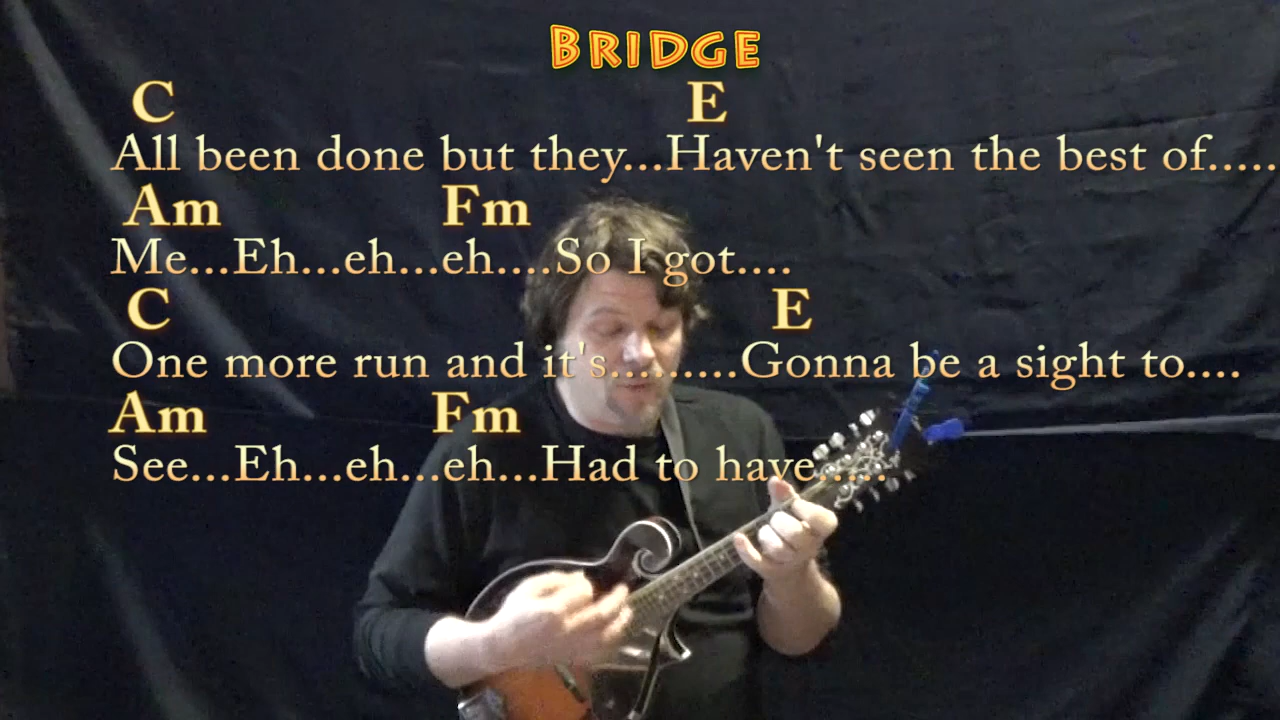 BRIDGE
C E
All been done but they...Haven't seen the best of.....
Am Fm
Me...Eh...eh...eh....So I got....
C E
One more run and it's.........Gonna be a sight to....
Am Fm
See...Eh...eh...eh...Had to have.....